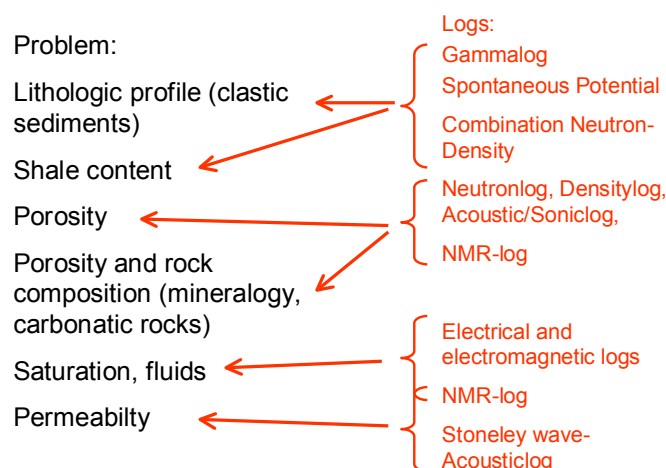 Problem:
Lithologic profile (clastic
sediments)
Shale content
Porosity
Porosity and rock
composition (mineralogy,
carbonatic rocks)
Saturation, fluids
Permeabilty
Logs:
Gammalog
Spontaneous Potential
Combination Neutron-
Density
Neutronlog, Densitylog,
Acoustic/Soniclog,
NMR-log
Electrical and
electromagnetic logs
NMR-log
Stoneley wave-
Acousticlog